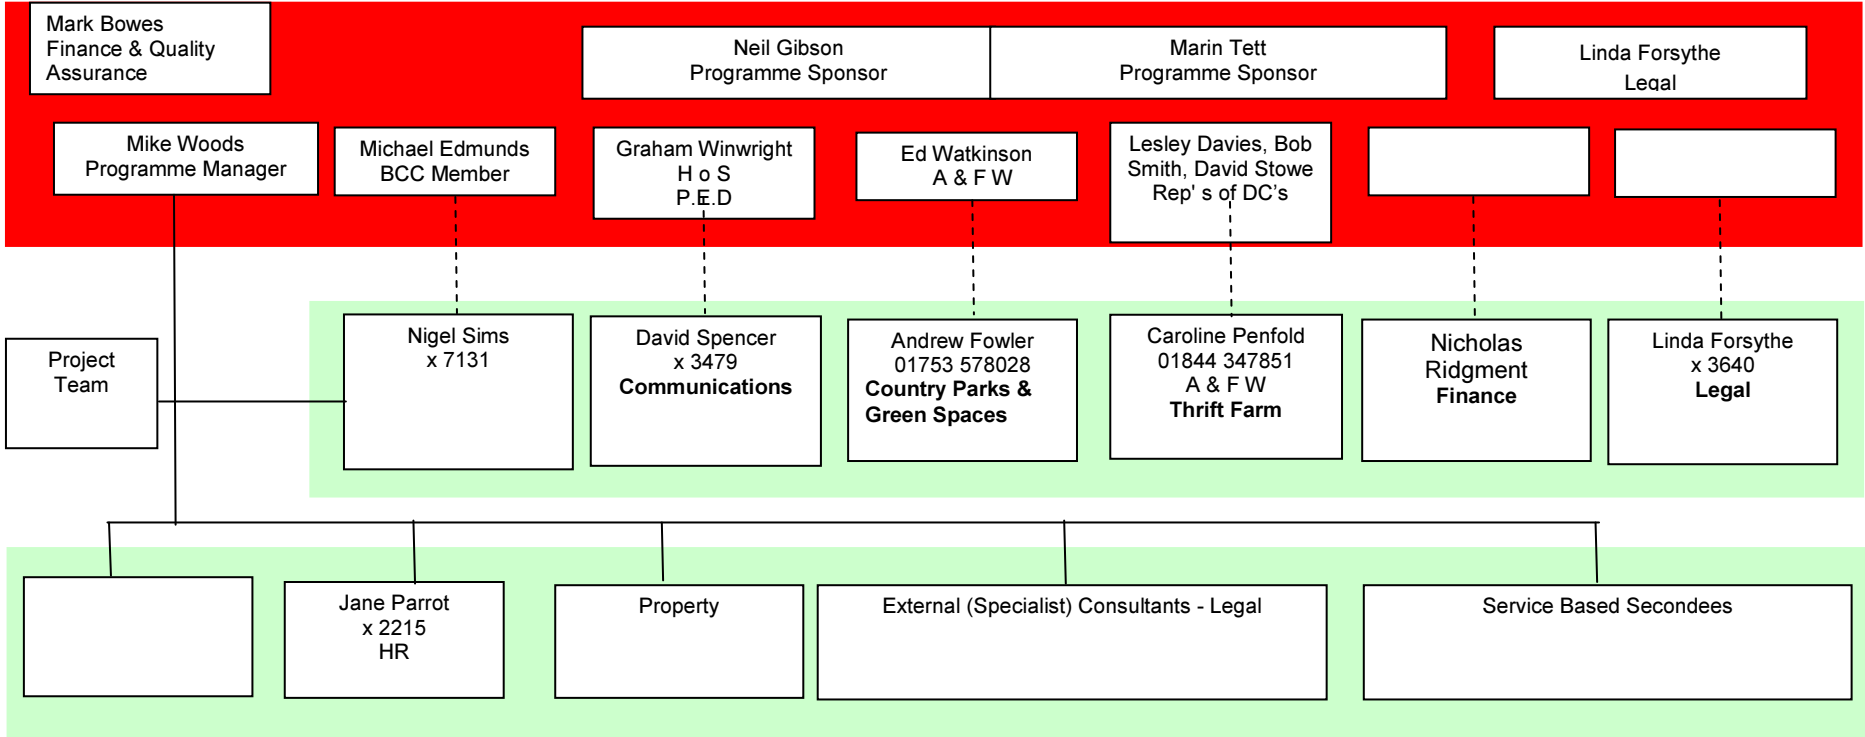 Mark Bowes
Finance & Quality
Assurance
Neil Gibson
Programme Sponsor
Marin Tett
Programme Sponsor
Linda Forsythe
Legal
Mike Woods
Programme Manager
Michael Edmunds
BCC Member
Graham Winwright
H o S
P.E.D
Ed Watkinson
A & F W
Lesley Davies, Bob
Smith, David Stowe
Rep' s of DC’s
Project
Team
Nigel Sims
x 7131
David Spencer
x 3479
Communications
Andrew Fowler
01753 578028
Country Parks &
Green Spaces
Caroline Penfold
01844 347851
A & F W
Thrift Farm
Nicholas
Ridgment
Finance
Linda Forsythe
x 3640
Legal
Jane Parrot
x 2215
HR
Property
External (Specialist) Consultants - Legal
Service Based Secondees